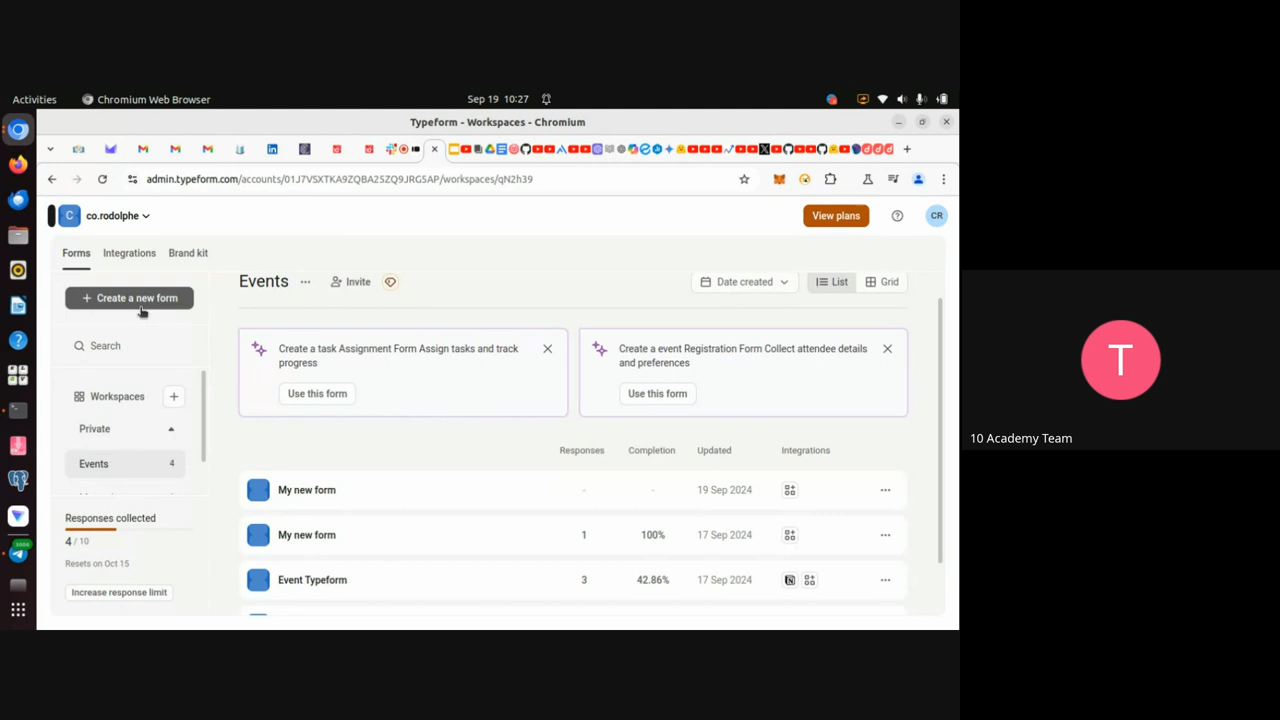 Activities
Chromium Web Browser
Sep 19 10:27
Typeform - Workspaces - Chromium
admin.typeform.com/accounts/01J7VSXTKA9ZQBA2SZQ9JRG5AP/workspaces/qN2h39
C co.rodolphe
View plans
CR
Forms Integrations Brand kit
+ Create a new form
Search
Workspaces
Private
Events 4
Responses collected
4 / 10
Resets on Oct 15
Increase response limit
Events ... Invite
Date created
List Grid
Create a task Assignment Form Assign tasks and track
progress
Use this form
Create a event Registration Form Collect attendee details
and preferences
Use this form
Responses Completion Updated Integrations
My new form - - 19 Sep 2024
My new form 1 100% 17 Sep 2024
Event Typeform 3 42.86% 17 Sep 2024
T
10 Academy Team